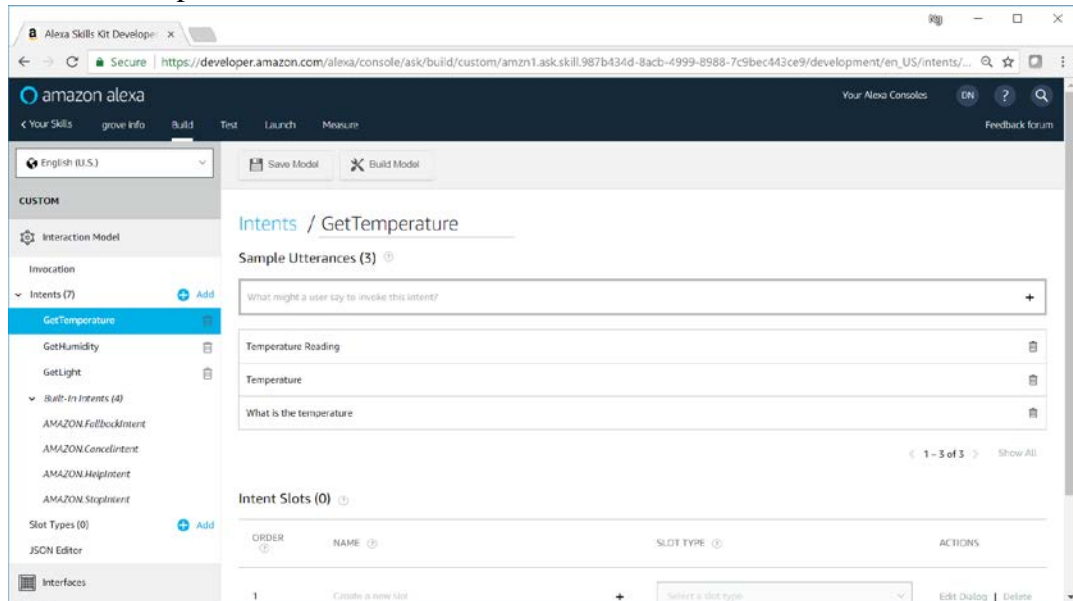 Alexa Skills Kit Develope
Secure https://developer.amazon.com/alexa/console/ask/build/custom/amzn1.ask.skill.987b434d-8acb-4999-8988-7c9bec443ce9/development/en_US/intents/...
amazon alexa
Your Alexa Consoles DN ?
< Your Skills grove info Build Test Launch Measure Feedback forum
English (U.S.)
Save Model Build Model
CUSTOM
Interaction Model
Invocation
Intents (7) Add
GetTemperature
GetHumidity
GetLight
Built-In Intents (4)
AMAZON.FallbackIntent
AMAZON.CancelIntent
AMAZON.HelpIntent
AMAZON.StopIntent
Slot Types (0) Add
JSON Editor
Interfaces
Intents / GetTemperature
Sample Utterances (3)
What might a user say to invoke this intent?
Temperature Reading
Temperature
What is the temperature
< 1 – 3 of 3 > Show All
Intent Slots (0)
ORDER NAME SLOT TYPE ACTIONS
1 Create a new slot Select a slot type Edit Dialog | Delete